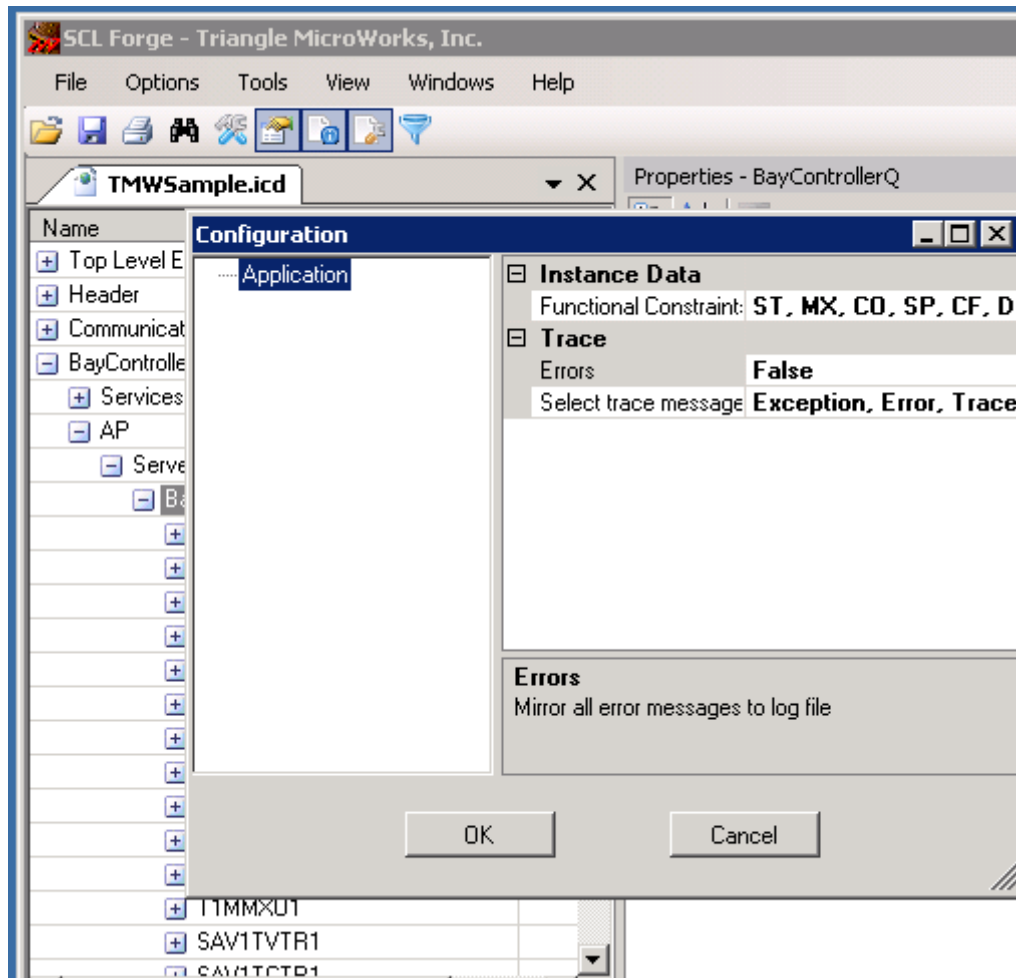 SCL Forge - Triangle MicroWorks, Inc.
File Options Tools View Windows Help
TMWSample.icd
Properties - BayControllerQ
Name
Configuration
Top Level E
Header
Communicat
BayControlle
Services
AP
Serve
Ba
Application
Instance Data
Functional Constraint: ST, MX, CO, SP, CF, D
Trace
Errors False
Select trace message Exception, Error, Trace
Errors
Mirror all error messages to log file
OK Cancel
T1MMXU1
SAV1TVTR1
SAV1TCTR1